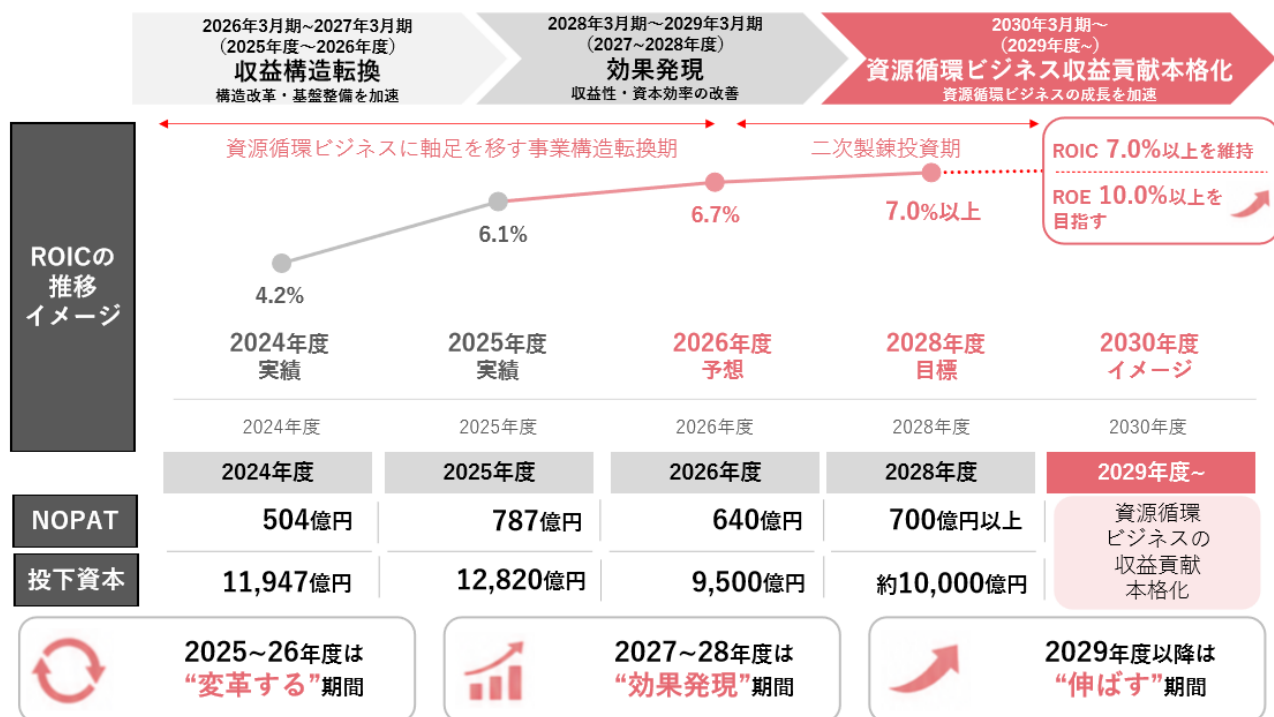 2026年3月期~2027年3月期
（2025年度～2026年度）
収益構造転換
構造改革・基盤整備を加速
2028年3月期～2029年3月期
（2027~2028年度）
効果発現
収益性・資本効率の改善
2030年3月期～
（2029年度~）
資源循環ビジネス収益貢献本格化
資源循環ビジネスの成長を加速
ROICの
推移
イメージ
資源循環ビジネスに軸足を移す事業構造転換期
二次製錬投資期
ROIC 7.0%以上を維持
ROE 10.0%以上を
目指す
4.2%
6.1%
6.7%
7.0%以上
2024年度
実績
2025年度
実績
2026年度
予想
2028年度
目標
2030年度
イメージ
2024年度
2025年度
2026年度
2028年度
2030年度
2024年度
2025年度
2026年度
2028年度
2029年度~
NOPAT
504億円
787億円
640億円
700億円以上
資源循環
ビジネスの
収益貢献
本格化
投下資本
11,947億円
12,820億円
9,500億円
約10,000億円
2025~26年度は
“変革する”期間
2027~28年度は
“効果発現”期間
2029年度以降は
“伸ばす”期間